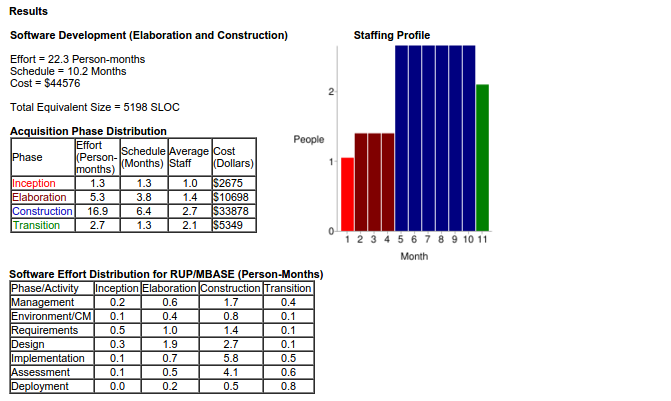 Results
Software Development (Elaboration and Construction)
Effort = 22.3 Person-months
Schedule = 10.2 Months
Cost = $44576
Total Equivalent Size = 5198 SLOC
Acquisition Phase Distribution
Phase Effort (Person-months) Schedule (Months) Average Staff Cost (Dollars)
Inception 1.3 1.3 1.0 $2675
Elaboration 5.3 3.8 1.4 $10698
Construction 16.9 6.4 2.7 $33878
Transition 2.7 1.3 2.1 $5349
Staffing Profile
People
2
1
0
1 2 3 4 5 6 7 8 9 10 11
Month
Software Effort Distribution for RUP/MBASE (Person-Months)
Phase/Activity Inception Elaboration Construction Transition
Management 0.2 0.6 1.7 0.4
Environment/CM 0.1 0.4 0.8 0.1
Requirements 0.5 1.0 1.4 0.1
Design 0.3 1.9 2.7 0.1
Implementation 0.1 0.7 5.8 0.5
Assessment 0.1 0.5 4.1 0.6
Deployment 0.0 0.2 0.5 0.8